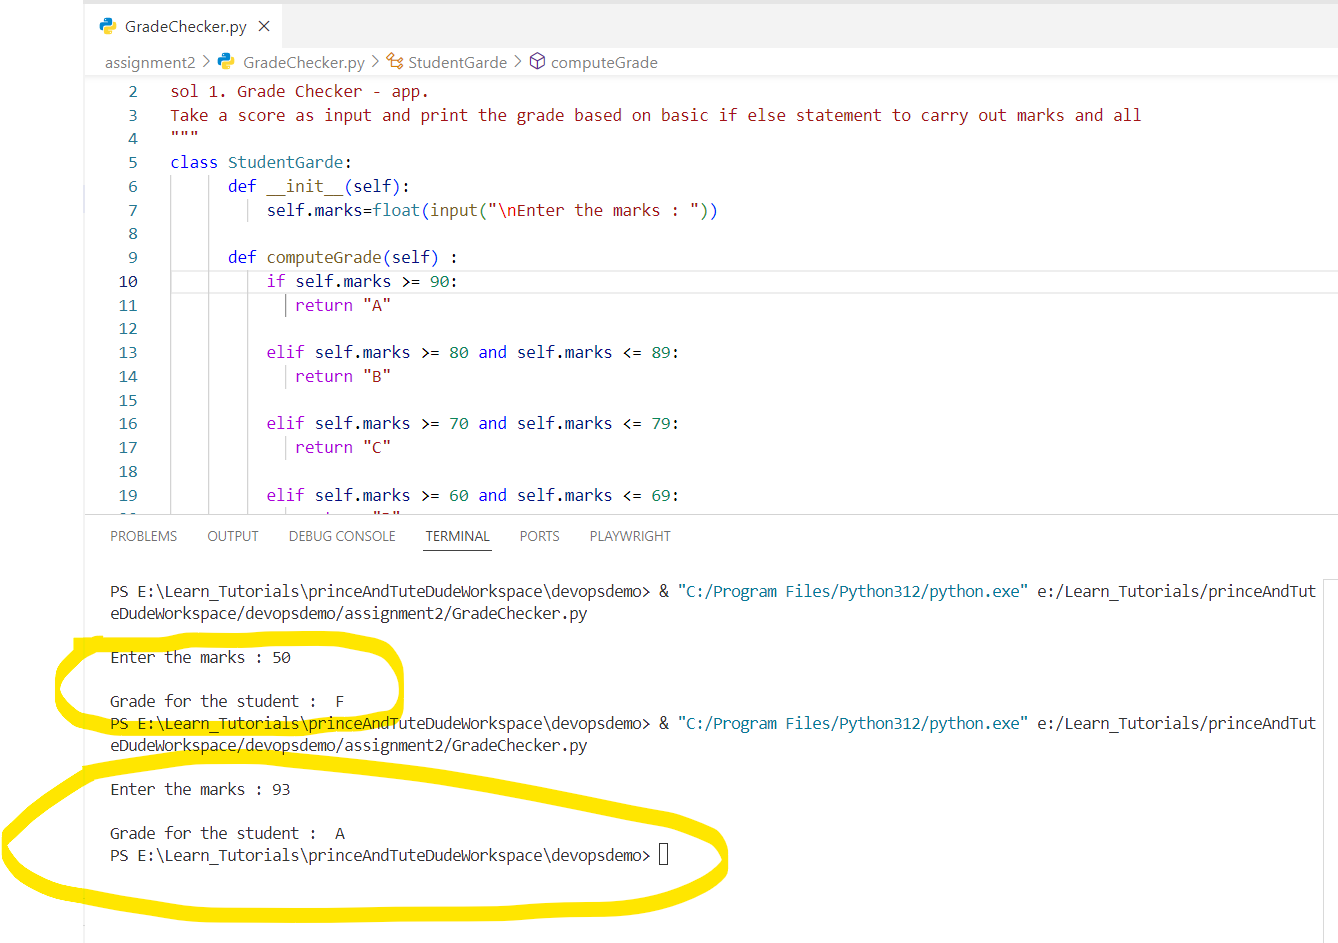 GradeChecker.py
assignment2 > GradeChecker.py > StudentGarde > computeGrade
2 sol 1. Grade Checker - app.
3 Take a score as input and print the grade based on basic if else statement to carry out marks and all
4 """
5 class StudentGarde:
6 def __init__(self):
7 self.marks=float(input("\nEnter the marks : "))
8
9 def computeGrade(self) :
10 if self.marks >= 90:
11 return "A"
12
13 elif self.marks >= 80 and self.marks <= 89:
14 return "B"
15
16 elif self.marks >= 70 and self.marks <= 79:
17 return "C"
18
19 elif self.marks >= 60 and self.marks <= 69:
PROBLEMS OUTPUT DEBUG CONSOLE TERMINAL PORTS PLAYWRIGHT
PS E:\Learn_Tutorials\princeAndTuteDudeWorkspace\devopsdemo> & "C:/Program Files/Python312/python.exe" e:/Learn_Tutorials/princeAndTut
eDudeWorkspace/devopsdemo/assignment2/GradeChecker.py
Enter the marks : 50
Grade for the student :  F
PS E:\Learn_Tutorials\princeAndTuteDudeWorkspace\devopsdemo> & "C:/Program Files/Python312/python.exe" e:/Learn_Tutorials/princeAndTut
eDudeWorkspace/devopsdemo/assignment2/GradeChecker.py
Enter the marks : 93
Grade for the student :  A
PS E:\Learn_Tutorials\princeAndTuteDudeWorkspace\devopsdemo>